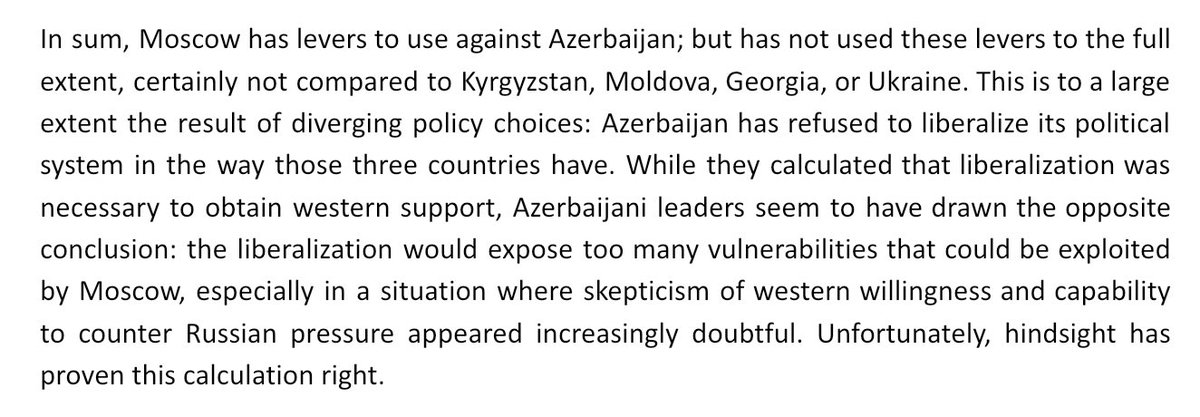 In sum, Moscow has levers to use against Azerbaijan; but has not used these levers to the full
extent, certainly not compared to Kyrgyzstan, Moldova, Georgia, or Ukraine. This is to a large
extent the result of diverging policy choices: Azerbaijan has refused to liberalize its political
system in the way those three countries have. While they calculated that liberalization was
necessary to obtain western support, Azerbaijani leaders seem to have drawn the opposite
conclusion: the liberalization would expose too many vulnerabilities that could be exploited
by Moscow, especially in a situation where skepticism of western willingness and capability
to counter Russian pressure appeared increasingly doubtful. Unfortunately, hindsight has
proven this calculation right.